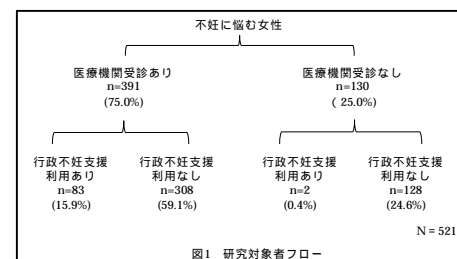 不妊に悩む女性
医療機関受診あり 医療機関受診なし
n=391 n=130
(75.0%) ( 25.0%)
行政不妊支援 行政不妊支援 行政不妊支援 行政不妊支援
利用あり 利用なし 利用あり 利用なし
n=83 n=308 n=2 n=128
(15.9%) (59.1%) (0.4%) (24.6%)
N = 521
図1 研究対象者フロー